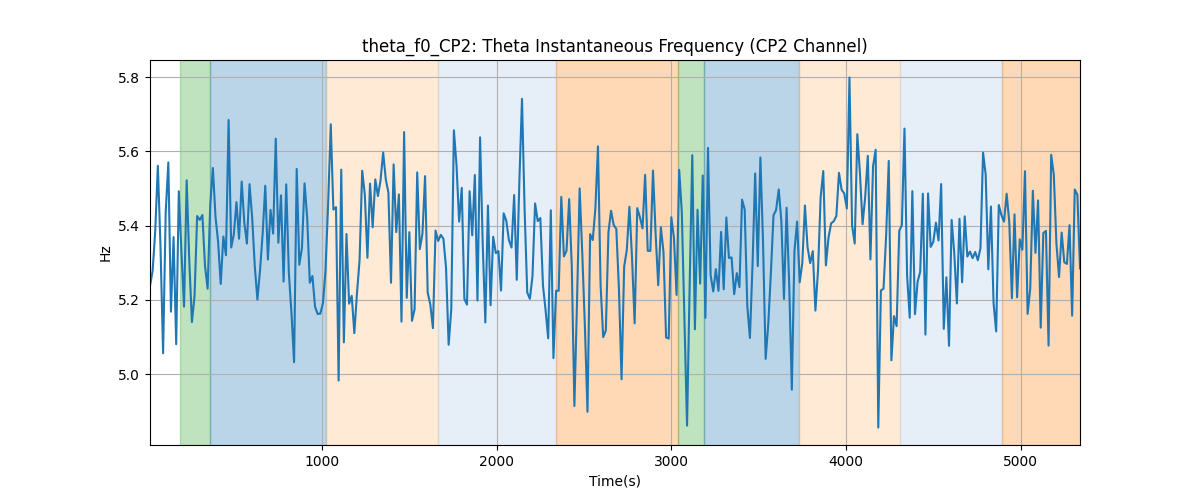 theta_f0_CP2: Theta Instantaneous Frequency (CP2 Channel)
5.8
5.6
5.4
5.2
5.0
Hz
1000 2000 3000 4000 5000
Time(s)